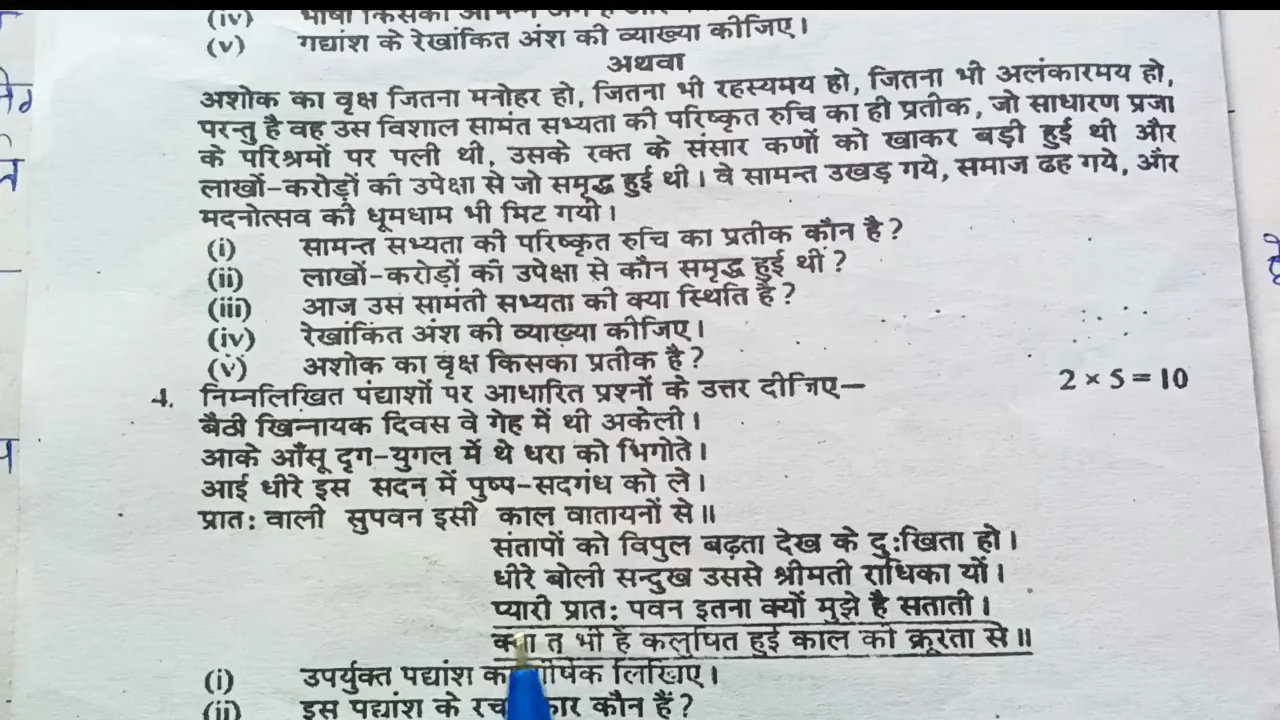 (iv)
(v) गद्यांश के रेखांकित अंश की व्याख्या कीजिए।
अथवा
अशोक का वृक्ष जितना मनोहर हो, जितना भी रहस्यमय हो, जितना भी अलंकारमय हो,
परन्तु है वह उस विशाल सामंत सभ्यता की परिष्कृत रुचि का ही प्रतीक, जो साधारण प्रजा
के परिश्रमों पर पली थी, उसके रक्त के संसार कणों को खाकर बड़ी हुई थी और
लाखों-करोड़ों की उपेक्षा से जो समृद्ध हुई थी। वे सामन्त उखड़ गये, समाज ढह गये, और
मदनोत्सव की धूमधाम भी मिट गयी।
(i) सामन्त सभ्यता की परिष्कृत रुचि का प्रतीक कौन है?
(ii) लाखों-करोड़ों की उपेक्षा से कौन समृद्ध हुई थीं?
(iii) आज उस सामंती सभ्यता की क्या स्थिति है?
(iv) रेखांकित अंश की व्याख्या कीजिए।
(v) अशोक का वृक्ष किसका प्रतीक है?
4. निम्नलिखित पंद्याशों पर आधारित प्रश्नों के उत्तर दीजिए— 2 × 5 = 10
बैठी खिन्नायक दिवस वे गेह में थी अकेली।
आके आँसू दृग-युगल में थे धरा को भिगोते।
आई धीरे इस सदन में पुष्प-सदगंध को ले।
प्रात: वाली सुपवन इसी काल वातायनों से॥
संतापों को विपुल बढ़ता देख के दु:खिता हो।
धीरे बोली सन्दुख उससे श्रीमती राधिका यों।
प्यारी प्रात: पवन इतना क्यों मुझे है सताती।
क्या त भी है कलुषित हुई काल की क्रूरता से॥
(i) उपर्युक्त पद्यांश का लिखिए।
(ii) इस पद्यांश के कौन हैं?